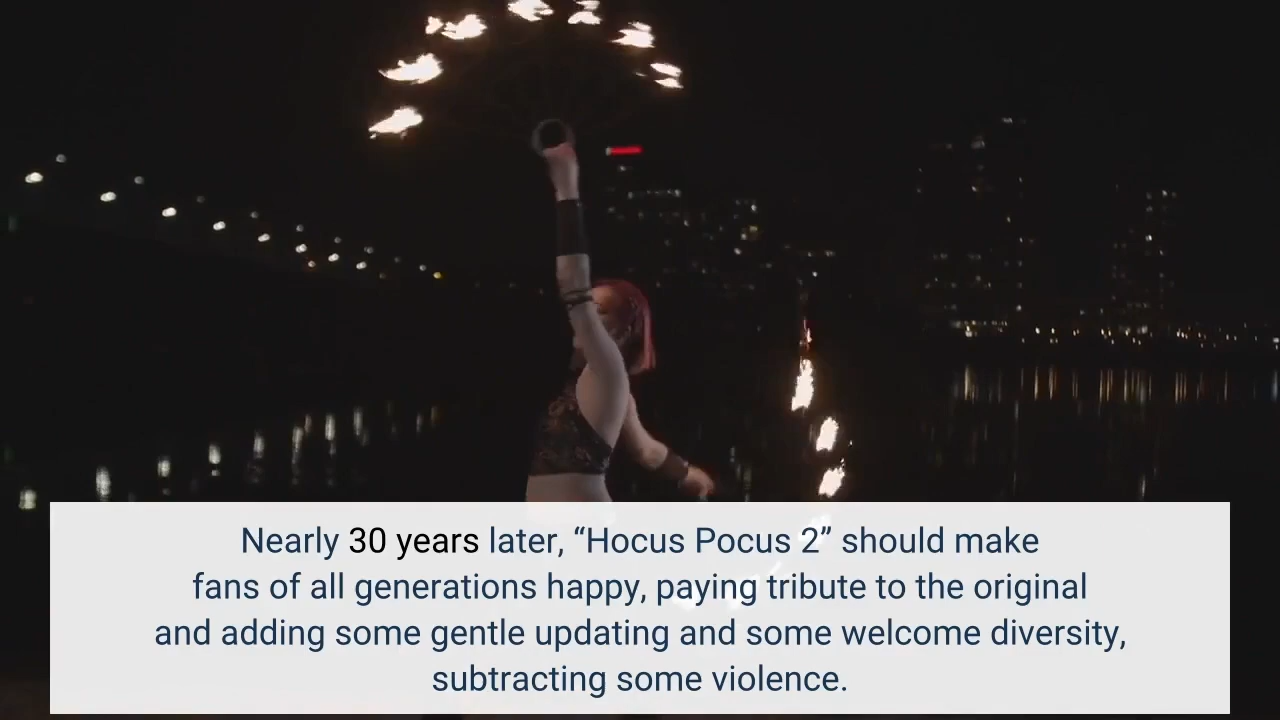 Nearly 30 years later, “Hocus Pocus 2” should make
fans of all generations happy, paying tribute to the original
and adding some gentle updating and some welcome diversity,
subtracting some violence.